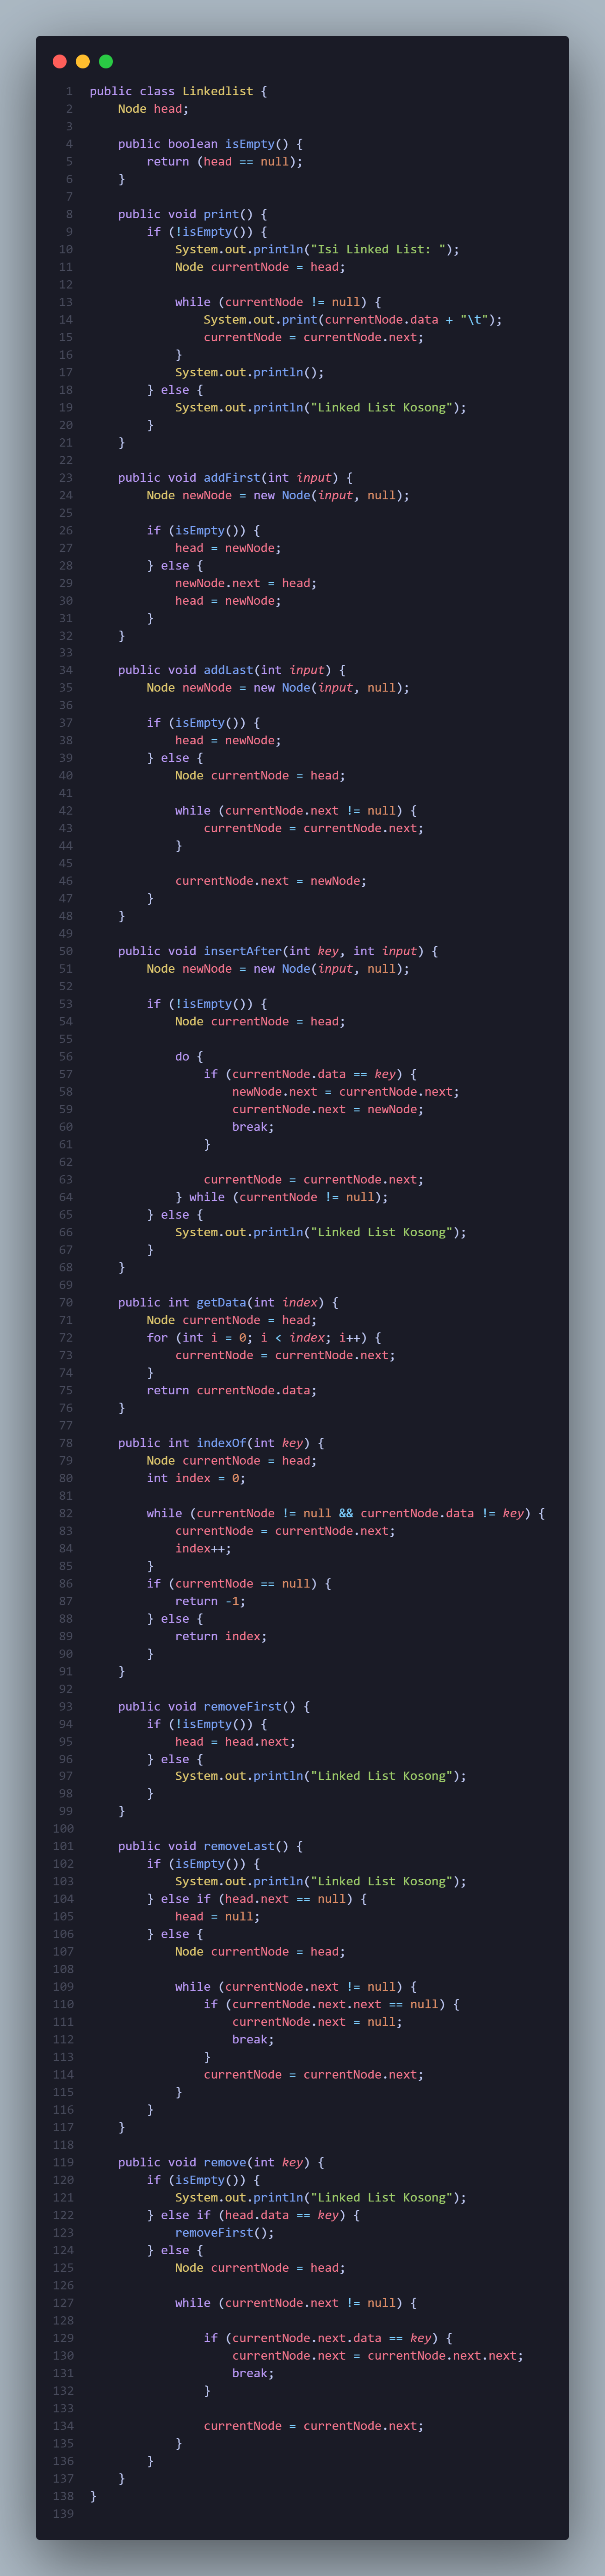 1 public class Linkedlist {
2     Node head;
3
4     public boolean isEmpty() {
5         return (head == null);
6     }
7
8     public void print() {
9         if (!isEmpty()) {
10             System.out.println("Isi Linked List: ");
11             Node currentNode = head;
12
13             while (currentNode != null) {
14                 System.out.print(currentNode.data + "\t");
15                 currentNode = currentNode.next;
16             }
17             System.out.println();
18         } else {
19             System.out.println("Linked List Kosong");
20         }
21     }
22
23     public void addFirst(int input) {
24         Node newNode = new Node(input, null);
25
26         if (isEmpty()) {
27             head = newNode;
28         } else {
29             newNode.next = head;
30             head = newNode;
31         }
32     }
33
34     public void addLast(int input) {
35         Node newNode = new Node(input, null);
36
37         if (isEmpty()) {
38             head = newNode;
39         } else {
40             Node currentNode = head;
41
42             while (currentNode.next != null) {
43                 currentNode = currentNode.next;
44             }
45
46             currentNode.next = newNode;
47         }
48     }
49
50     public void insertAfter(int key, int input) {
51         Node newNode = new Node(input, null);
52
53         if (!isEmpty()) {
54             Node currentNode = head;
55
56             do {
57                 if (currentNode.data == key) {
58                     newNode.next = currentNode.next;
59                     currentNode.next = newNode;
60                     break;
61                 }
62
63                 currentNode = currentNode.next;
64             } while (currentNode != null);
65         } else {
66             System.out.println("Linked List Kosong");
67         }
68     }
69
70     public int getData(int index) {
71         Node currentNode = head;
72         for (int i = 0; i < index; i++) {
73             currentNode = currentNode.next;
74         }
75         return currentNode.data;
76     }
77
78     public int indexOf(int key) {
79         Node currentNode = head;
80         int index = 0;
81
82         while (currentNode != null && currentNode.data != key) {
83             currentNode = currentNode.next;
84             index++;
85         }
86         if (currentNode == null) {
87             return -1;
88         } else {
89             return index;
90         }
91     }
92
93     public void removeFirst() {
94         if (!isEmpty()) {
95             head = head.next;
96         } else {
97             System.out.println("Linked List Kosong");
98         }
99     }
100
101     public void removeLast() {
102         if (isEmpty()) {
103             System.out.println("Linked List Kosong");
104         } else if (head.next == null) {
105             head = null;
106         } else {
107             Node currentNode = head;
108
109             while (currentNode.next != null) {
110                 if (currentNode.next.next == null) {
111                     currentNode.next = null;
112                     break;
113                 }
114                 currentNode = currentNode.next;
115             }
116         }
117     }
118
119     public void remove(int key) {
120         if (isEmpty()) {
121             System.out.println("Linked List Kosong");
122         } else if (head.data == key) {
123             removeFirst();
124         } else {
125             Node currentNode = head;
126
127             while (currentNode.next != null) {
128
129                 if (currentNode.next.data == key) {
130                     currentNode.next = currentNode.next.next;
131                     break;
132                 }
133
134                 currentNode = currentNode.next;
135             }
136         }
137     }
138 }
139